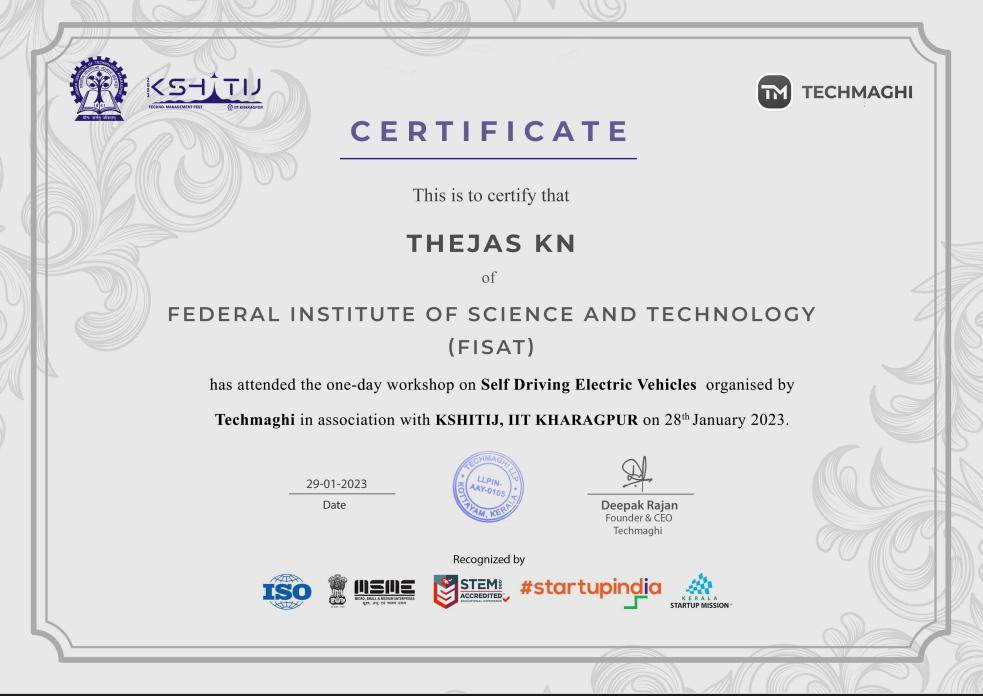 KSHITIJ
TECHNO- MANAGEMENT FEST IIT KHARAGPUR
TM TECHMAGHI
CERTIFICATE
This is to certify that
THEJAS KN
of
FEDERAL INSTITUTE OF SCIENCE AND TECHNOLOGY
(FISAT)
has attended the one-day workshop on Self Driving Electric Vehicles organised by
Techmaghi in association with KSHITIJ, IIT KHARAGPUR on 28th January 2023.
29-01-2023
Date
TECHMAGHI LLP
LLPIN-
AAY-0105
KOTTAYAM, KERALA
Deepak Rajan
Founder & CEO
Techmaghi
Recognized by
ISO
MSME
MICRO, SMALL & MEDIUM ENTERPRISES
STEM.ORG
ACCREDITED
#startupindia
KERALA
STARTUP MISSION